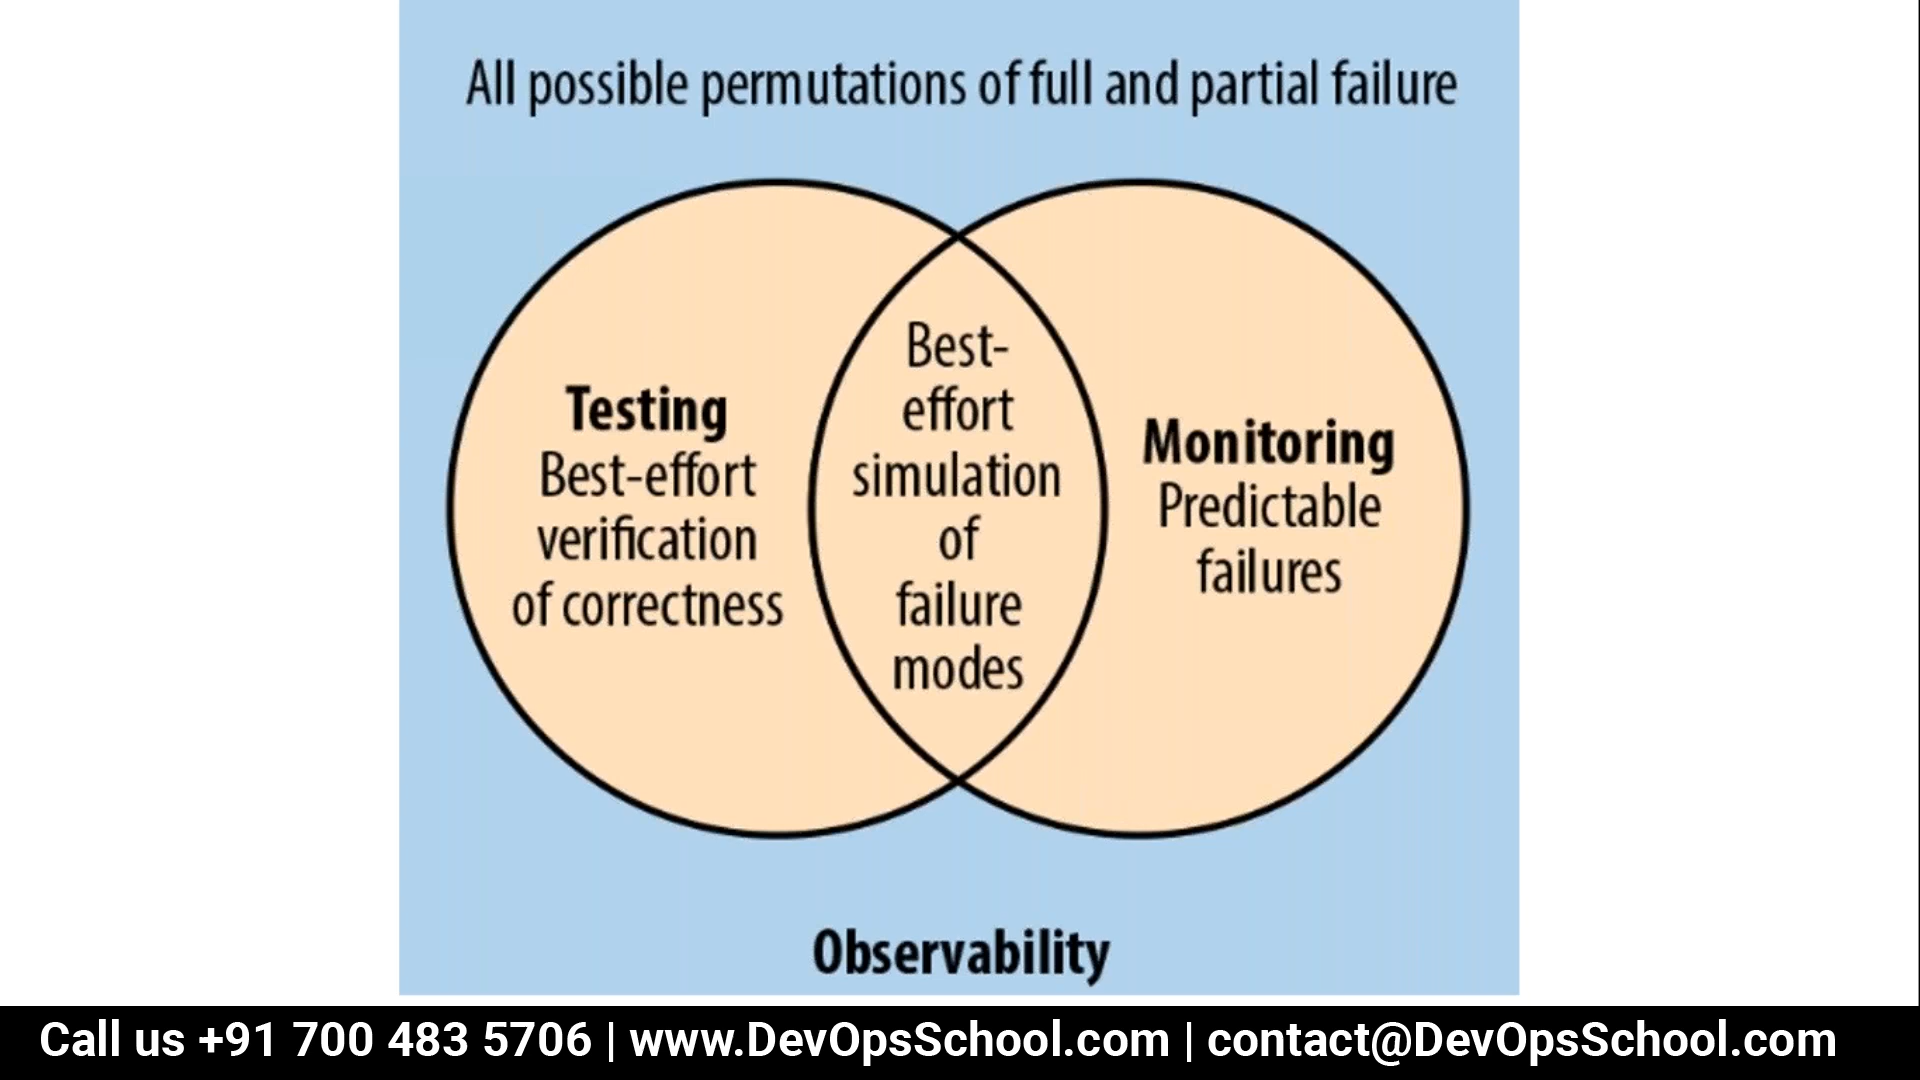 All possible permutations of full and partial failure
Testing
Best-effort
verification
of correctness
Best-
effort
simulation
of
failure
modes
Monitoring
Predictable
failures
Observability
Call us +91 700 483 5706 | www.DevOpsSchool.com | contact@DevOpsSchool.com